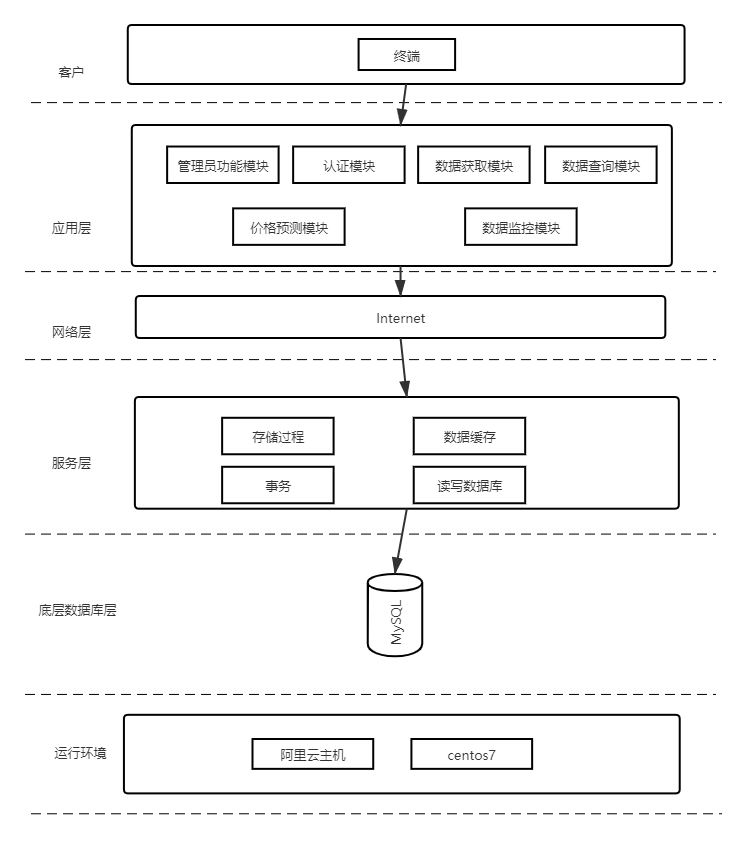 客户
终端
管理员功能模块
认证模块
数据获取模块
数据查询模块
应用层
价格预测模块
数据监控模块
网络层
Internet
服务层
存储过程
数据缓存
事务
读写数据库
底层数据库层
MySQL
运行环境
阿里云主机
centos7